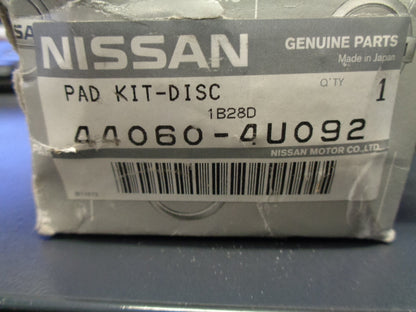 NISSAN
GENUINE PARTS
Made in Japan
PAD KIT-DISC
Q'TY 1
1B28D
44060-4U092
NISSAN MOTOR CO.,LTD.